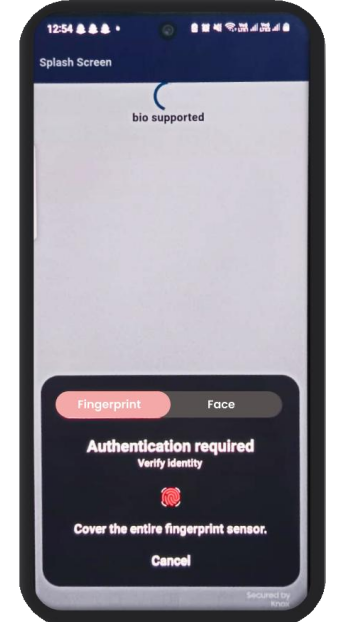 12:54
Splash Screen
bio supported
Fingerprint
Face
Authentication required
Verify identity
Cover the entire fingerprint sensor.
Cancel
Secured by
Knox